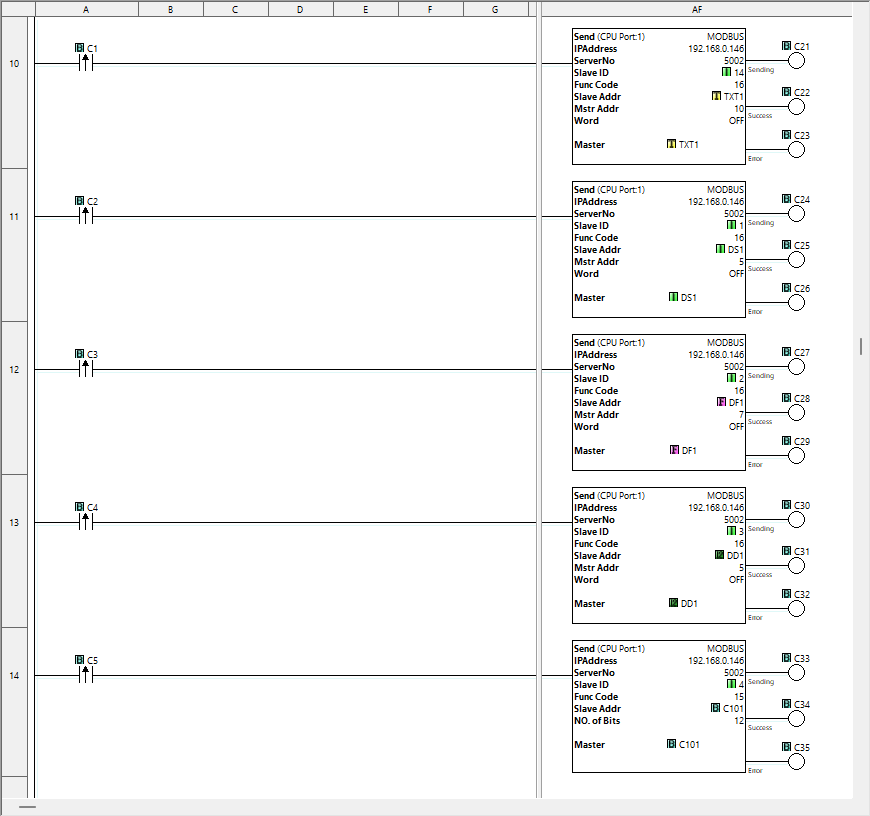 A B C D E F G AF
10
B C1
Send (CPU Port:1) MODBUS
IPAddress 192.168.0.146
ServerNo 5002
Slave ID I 14
Func Code 16
Slave Addr T TXT1
Mstr Addr 10
Word OFF
Master T TXT1
B C21
Sending
B C22
Success
B C23
Error
11
B C2
Send (CPU Port:1) MODBUS
IPAddress 192.168.0.146
ServerNo 5002
Slave ID I 1
Func Code 16
Slave Addr I DS1
Mstr Addr 5
Word OFF
Master I DS1
B C24
Sending
B C25
Success
B C26
Error
12
B C3
Send (CPU Port:1) MODBUS
IPAddress 192.168.0.146
ServerNo 5002
Slave ID I 2
Func Code 16
Slave Addr F DF1
Mstr Addr 7
Word OFF
Master F DF1
B C27
Sending
B C28
Success
B C29
Error
13
B C4
Send (CPU Port:1) MODBUS
IPAddress 192.168.0.146
ServerNo 5002
Slave ID I 3
Func Code 16
Slave Addr DD1
Mstr Addr 5
Word OFF
Master DD1
B C30
Sending
B C31
Success
B C32
Error
14
B C5
Send (CPU Port:1) MODBUS
IPAddress 192.168.0.146
ServerNo 5002
Slave ID I 4
Func Code 15
Slave Addr B C101
NO. of Bits 12
Master B C101
B C33
Sending
B C34
Success
B C35
Error